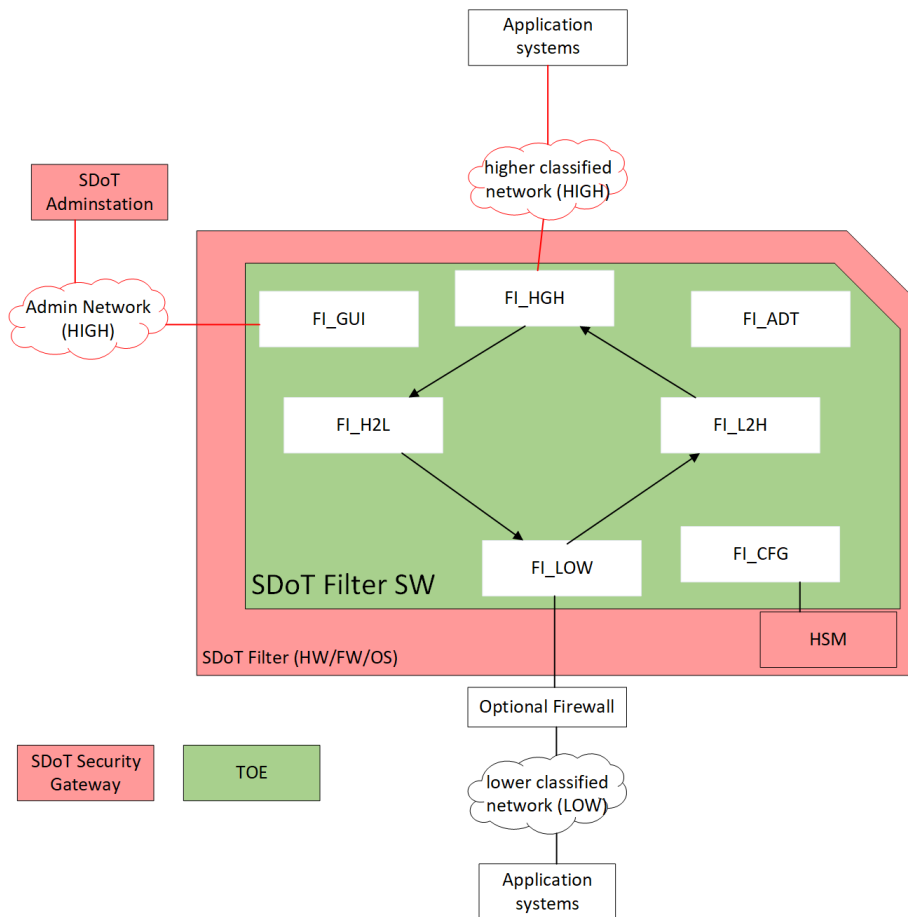 Application
systems
higher classified
network (HIGH)
SDoT
Adminstation
Admin Network
(HIGH)
FI_GUI
FI_HGH
FI_ADT
FI_H2L
FI_L2H
FI_LOW
FI_CFG
SDoT Filter SW
HSM
SDoT Filter (HW/FW/OS)
Optional Firewall
SDoT Security
Gateway
TOE
lower classified
network (LOW)
Application
systems